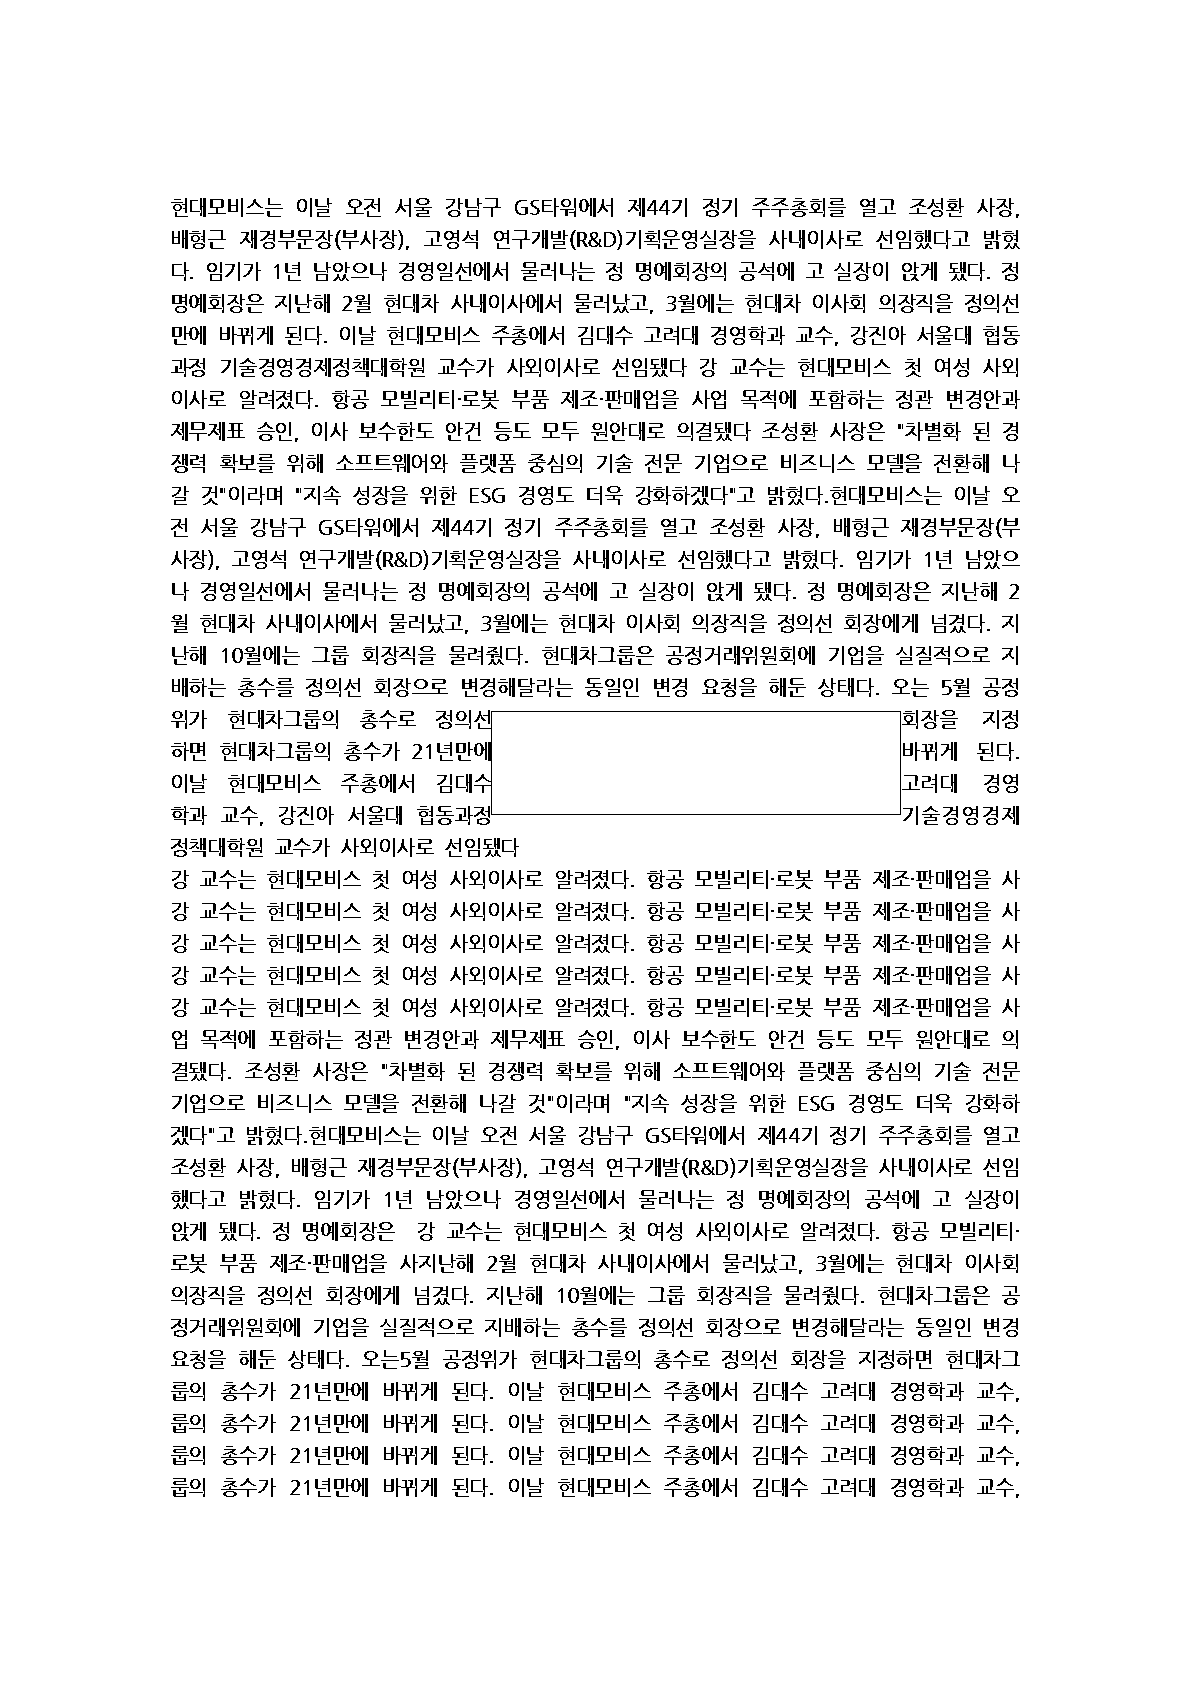 현대모비스는 이날 오전 서울 강남구 GS타워에서 제44기 정기 주주총회를 열고 조성환 사장,
배형근 재경부문장(부사장), 고영석 연구개발(R&D)기획운영실장을 사내이사로 선임했다고 밝혔
다. 임기가 1년 남았으나 경영일선에서 물러나는 정 명예회장의 공석에 고 실장이 앉게 됐다. 정
명예회장은 지난해 2월 현대차 사내이사에서 물러났고, 3월에는 현대차 이사회 의장직을 정의선
만에 바뀌게 된다. 이날 현대모비스 주총에서 김대수 고려대 경영학과 교수, 강진아 서울대 협동
과정 기술경영경제정책대학원 교수가 사외이사로 선임됐다 강 교수는 현대모비스 첫 여성 사외
이사로 알려졌다. 항공 모빌리티·로봇 부품 제조·판매업을 사업 목적에 포함하는 정관 변경안과
제무제표 승인, 이사 보수한도 안건 등도 모두 원안대로 의결됐다 조성환 사장은 "차별화 된 경
쟁력 확보를 위해 소프트웨어와 플랫폼 중심의 기술 전문 기업으로 비즈니스 모델을 전환해 나
갈 것"이라며 "지속 성장을 위한 ESG 경영도 더욱 강화하겠다"고 밝혔다.현대모비스는 이날 오
전 서울 강남구 GS타워에서 제44기 정기 주주총회를 열고 조성환 사장, 배형근 재경부문장(부
사장), 고영석 연구개발(R&D)기획운영실장을 사내이사로 선임했다고 밝혔다. 임기가 1년 남았으
나 경영일선에서 물러나는 정 명예회장의 공석에 고 실장이 앉게 됐다. 정 명예회장은 지난해 2
월 현대차 사내이사에서 물러났고, 3월에는 현대차 이사회 의장직을 정의선 회장에게 넘겼다. 지
난해 10월에는 그룹 회장직을 물려줬다. 현대차그룹은 공정거래위원회에 기업을 실질적으로 지
배하는 총수를 정의선 회장으로 변경해달라는 동일인 변경 요청을 해둔 상태다. 오는 5월 공정
위가 현대차그룹의 총수로 정의선 회장을 지정
하면 현대차그룹의 총수가 21년만에 바뀌게 된다.
이날 현대모비스 주총에서 김대수 고려대 경영
학과 교수, 강진아 서울대 협동과정 기술경영경제
정책대학원 교수가 사외이사로 선임됐다
강 교수는 현대모비스 첫 여성 사외이사로 알려졌다. 항공 모빌리티·로봇 부품 제조·판매업을 사
강 교수는 현대모비스 첫 여성 사외이사로 알려졌다. 항공 모빌리티·로봇 부품 제조·판매업을 사
강 교수는 현대모비스 첫 여성 사외이사로 알려졌다. 항공 모빌리티·로봇 부품 제조·판매업을 사
강 교수는 현대모비스 첫 여성 사외이사로 알려졌다. 항공 모빌리티·로봇 부품 제조·판매업을 사
강 교수는 현대모비스 첫 여성 사외이사로 알려졌다. 항공 모빌리티·로봇 부품 제조·판매업을 사
업 목적에 포함하는 정관 변경안과 제무제표 승인, 이사 보수한도 안건 등도 모두 원안대로 의
결됐다. 조성환 사장은 "차별화 된 경쟁력 확보를 위해 소프트웨어와 플랫폼 중심의 기술 전문
기업으로 비즈니스 모델을 전환해 나갈 것"이라며 "지속 성장을 위한 ESG 경영도 더욱 강화하
겠다"고 밝혔다.현대모비스는 이날 오전 서울 강남구 GS타워에서 제44기 정기 주주총회를 열고
조성환 사장, 배형근 재경부문장(부사장), 고영석 연구개발(R&D)기획운영실장을 사내이사로 선임
했다고 밝혔다. 임기가 1년 남았으나 경영일선에서 물러나는 정 명예회장의 공석에 고 실장이
앉게 됐다. 정 명예회장은  강 교수는 현대모비스 첫 여성 사외이사로 알려졌다. 항공 모빌리티·
로봇 부품 제조·판매업을 사지난해 2월 현대차 사내이사에서 물러났고, 3월에는 현대차 이사회
의장직을 정의선 회장에게 넘겼다. 지난해 10월에는 그룹 회장직을 물려줬다. 현대차그룹은 공
정거래위원회에 기업을 실질적으로 지배하는 총수를 정의선 회장으로 변경해달라는 동일인 변경
요청을 해둔 상태다. 오는5월 공정위가 현대차그룹의 총수로 정의선 회장을 지정하면 현대차그
룹의 총수가 21년만에 바뀌게 된다. 이날 현대모비스 주총에서 김대수 고려대 경영학과 교수,
룹의 총수가 21년만에 바뀌게 된다. 이날 현대모비스 주총에서 김대수 고려대 경영학과 교수,
룹의 총수가 21년만에 바뀌게 된다. 이날 현대모비스 주총에서 김대수 고려대 경영학과 교수,
룹의 총수가 21년만에 바뀌게 된다. 이날 현대모비스 주총에서 김대수 고려대 경영학과 교수,